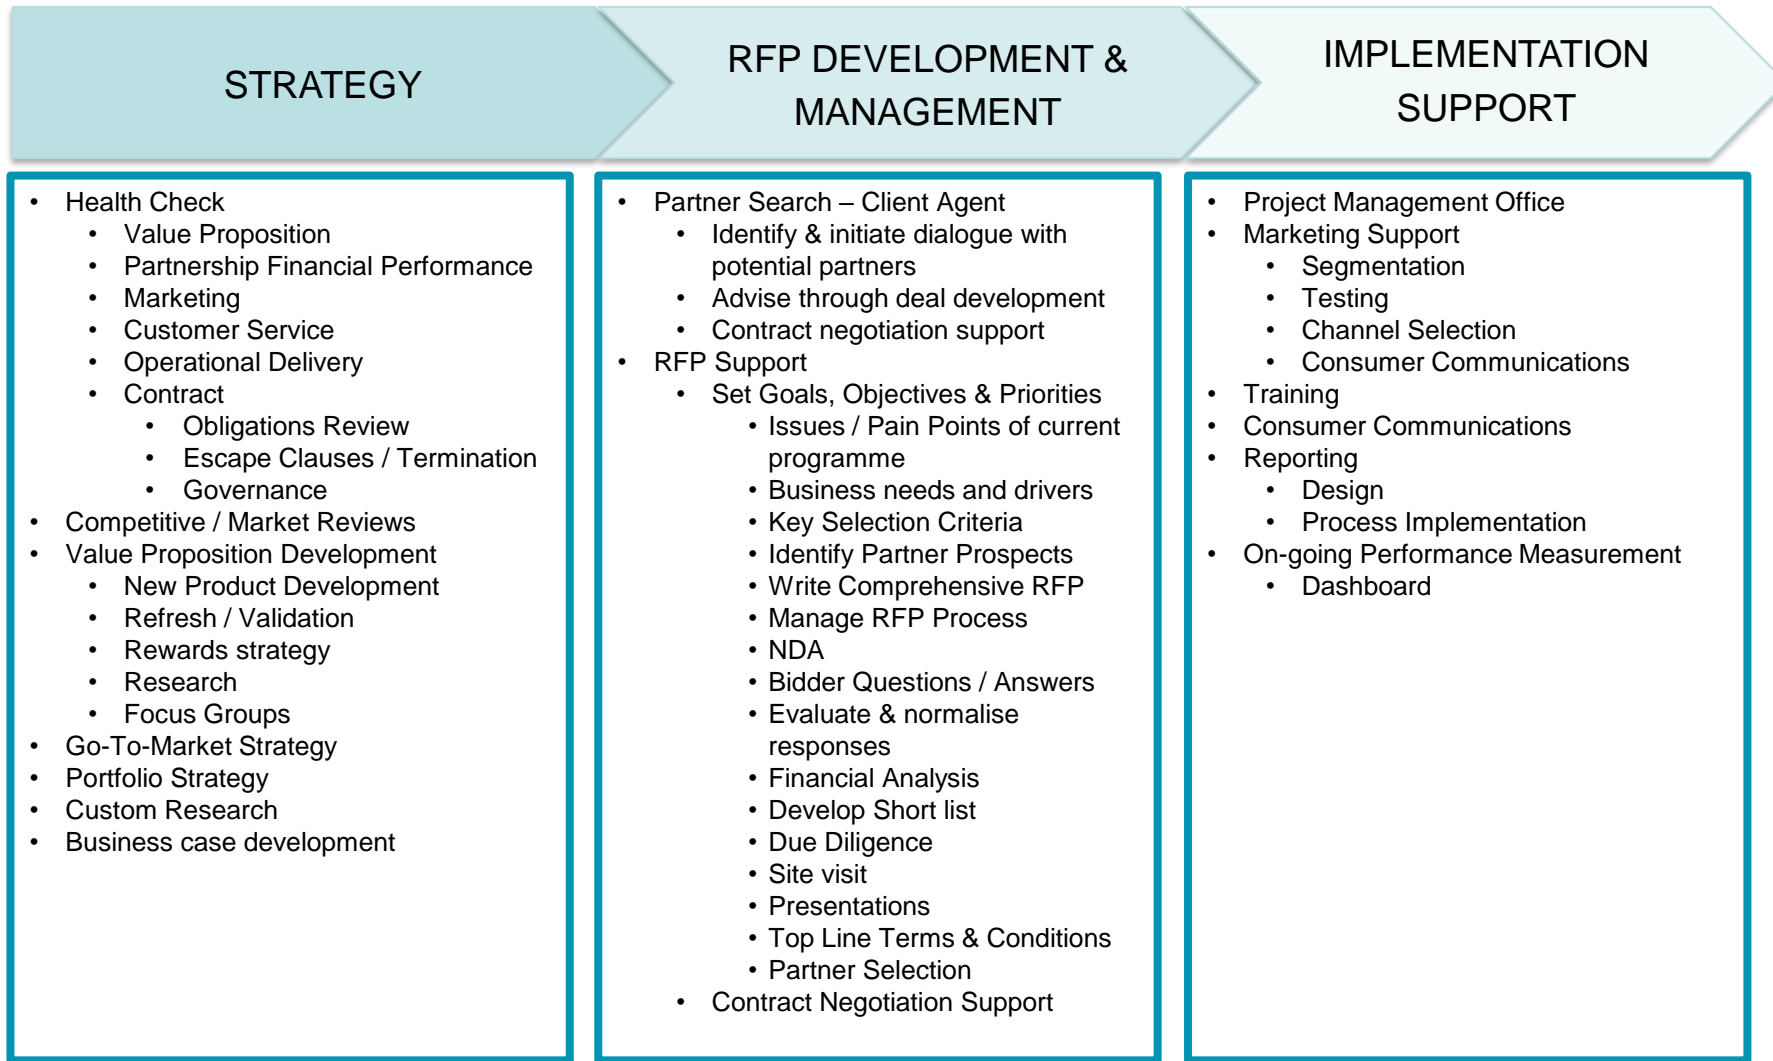 STRATEGY
RFP DEVELOPMENT &
MANAGEMENT
IMPLEMENTATION
SUPPORT
• Health Check
• Value Proposition
• Partnership Financial Performance
• Marketing
• Customer Service
• Operational Delivery
• Contract
• Obligations Review
• Escape Clauses / Termination
• Governance
• Competitive / Market Reviews
• Value Proposition Development
• New Product Development
• Refresh / Validation
• Rewards strategy
• Research
• Focus Groups
• Go-To-Market Strategy
• Portfolio Strategy
• Custom Research
• Business case development
• Partner Search – Client Agent
• Identify & initiate dialogue with
potential partners
• Advise through deal development
• Contract negotiation support
• RFP Support
• Set Goals, Objectives & Priorities
• Issues / Pain Points of current
programme
• Business needs and drivers
• Key Selection Criteria
• Identify Partner Prospects
• Write Comprehensive RFP
• Manage RFP Process
• NDA
• Bidder Questions / Answers
• Evaluate & normalise
responses
• Financial Analysis
• Develop Short list
• Due Diligence
• Site visit
• Presentations
• Top Line Terms & Conditions
• Partner Selection
• Contract Negotiation Support
• Project Management Office
• Marketing Support
• Segmentation
• Testing
• Channel Selection
• Consumer Communications
• Training
• Consumer Communications
• Reporting
• Design
• Process Implementation
• On-going Performance Measurement
• Dashboard